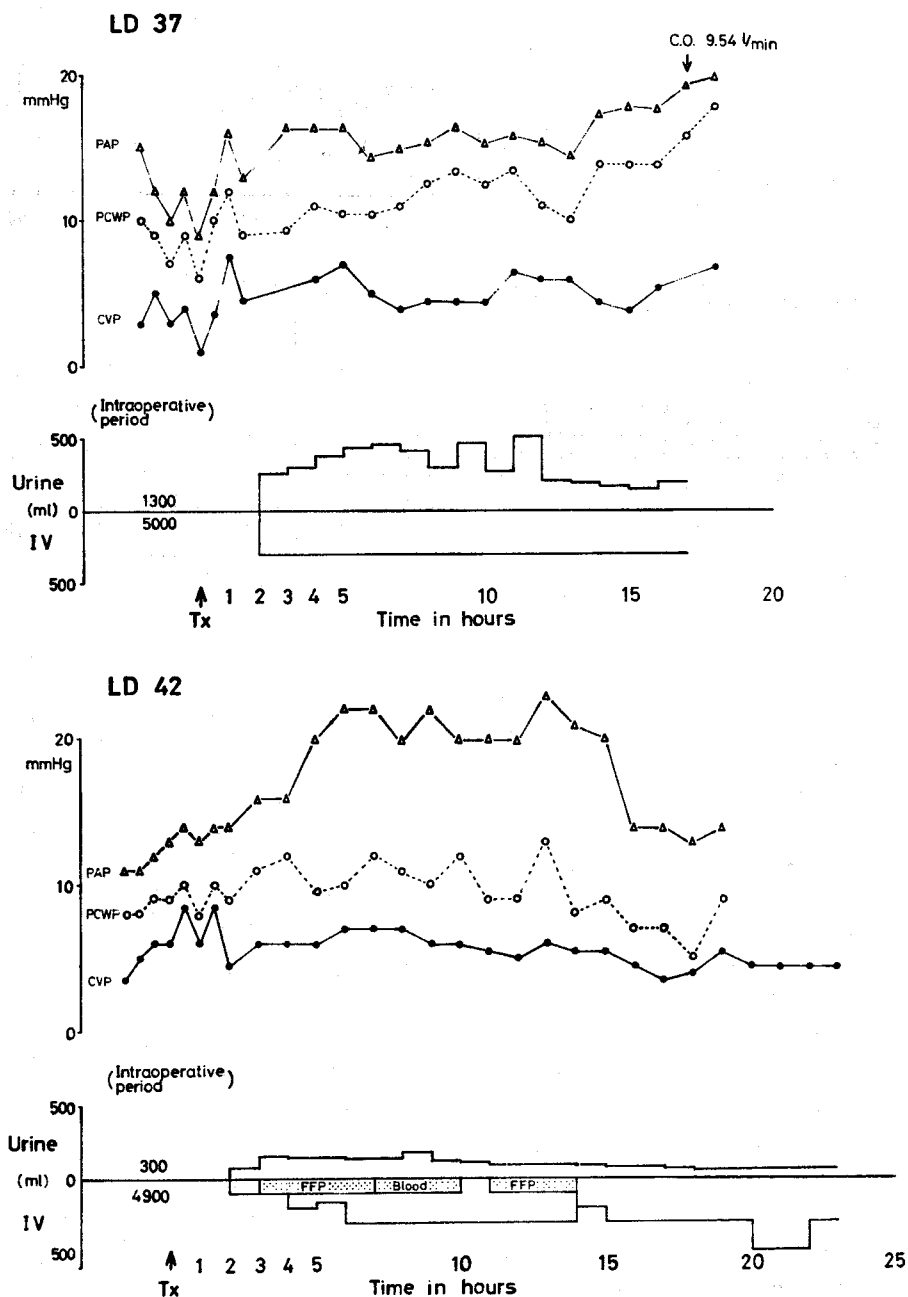 LD 37
C.O. 9.54 l/min
20
mmHg
PAP
10
PCWP
CVP
0
(Intraoperative period)
500
Urine
1300
(ml) 0
5000
IV
500
1 2 3 4 5 10 15 20
Tx Time in hours
LD 42
20
mmHg
PAP
10
PCWP
CVP
0
(Intraoperative period)
500
Urine
300
(ml) 0
FFP Blood FFP
4900
IV
500
1 2 3 4 5 10 15 20 25
Tx Time in hours